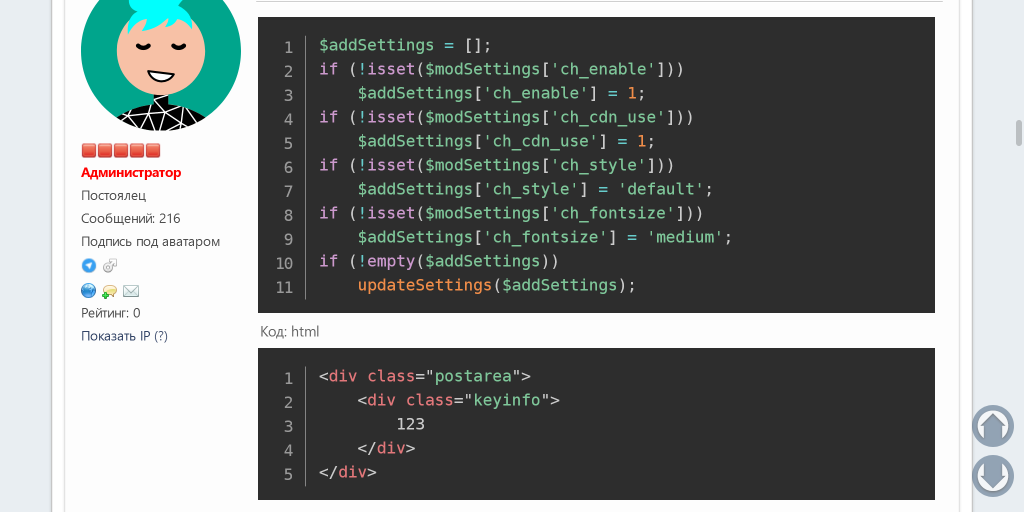 Администратор
Постоялец
Сообщений: 216
Подпись под аватаром
Рейтинг: 0
Показать IP (?)
1 $addSettings = [];
2 if (!isset($modSettings['ch_enable']))
3     $addSettings['ch_enable'] = 1;
4 if (!isset($modSettings['ch_cdn_use']))
5     $addSettings['ch_cdn_use'] = 1;
6 if (!isset($modSettings['ch_style']))
7     $addSettings['ch_style'] = 'default';
8 if (!isset($modSettings['ch_fontsize']))
9     $addSettings['ch_fontsize'] = 'medium';
10 if (!empty($addSettings))
11     updateSettings($addSettings);
Код: html
1 <div class="postarea">
2     <div class="keyinfo">
3         123
4     </div>
5 </div>